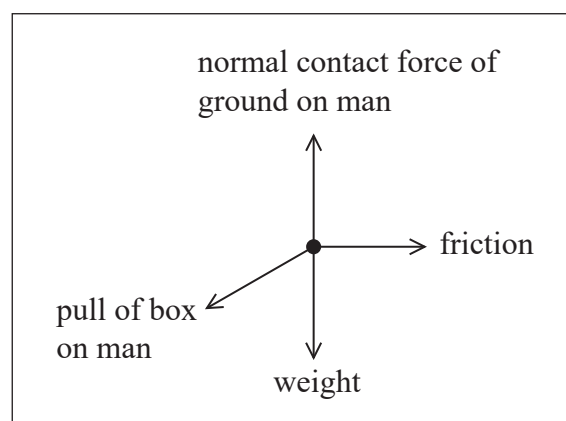 normal contact force of
ground on man
friction
pull of box
on man
weight